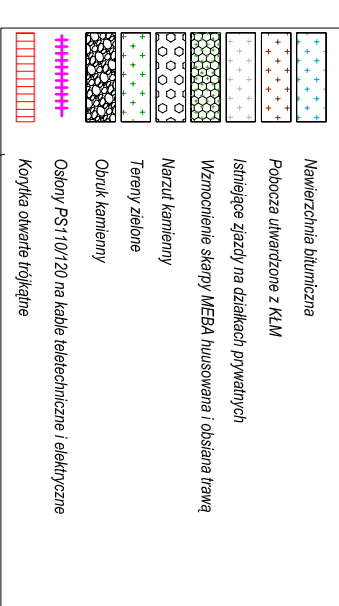 Nawierzchnia bitumiczna
Pobocza utwardzone z KŁM
Istniejące zjazdy na działkach prywatnych
Wzmocnienie skarpy MEBA huusowana i obsiana trawą
Narzut kamienny
Tereny zielone
Obruk kamienny
Osłony PS110/120 na kable teletechniczne i elektryczne
Korytka otwarte trójkątne